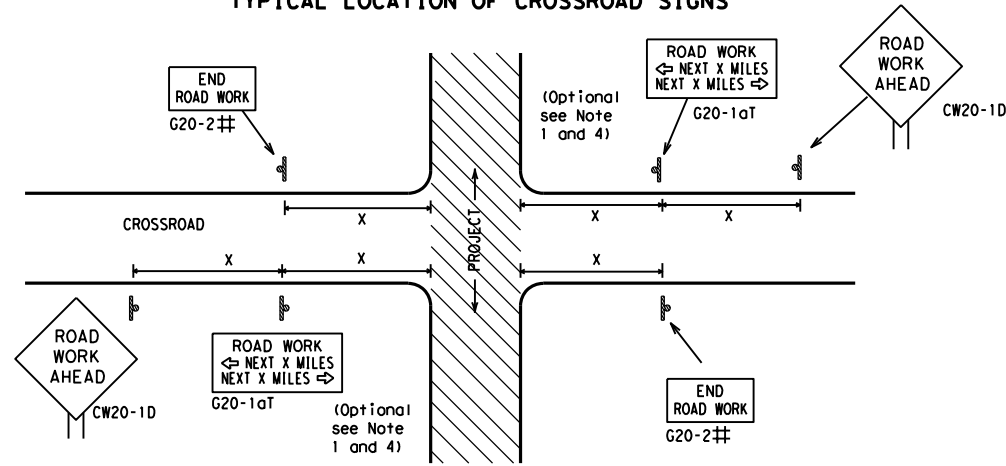 TYPICAL LOCATION OF CROSSROAD SIGNS
END
ROAD WORK
G20-2#
(Optional
see Note
1 and 4)
ROAD WORK
⇦ NEXT X MILES
NEXT X MILES ⇨
G20-1aT
ROAD
WORK
AHEAD
CW20-1D
X
X
X
CROSSROAD
PROJECT
X
X
X
ROAD
WORK
AHEAD
CW20-1D
ROAD WORK
⇦ NEXT X MILES
NEXT X MILES ⇨
G20-1aT
(Optional
see Note
1 and 4)
END
ROAD WORK
G20-2#